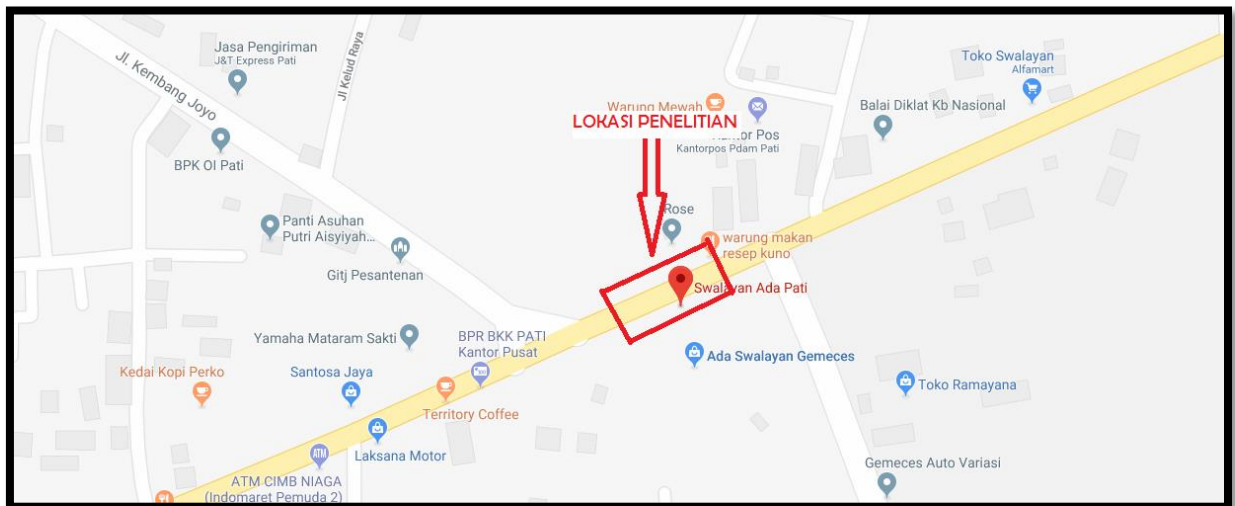 Jasa Pengiriman
J&T Express Pati
Jl. Kembang Joyo
Jl Kelud Raya
BPK OI Pati
Toko Swalayan
Alfamart
Warung Mewah
LOKASI PENELITIAN
Balai Diklat Kb Nasional
Pos
Kantorpos Pdam Pati
Panti Asuhan
Putri Aisyiyah...
Gitj Pesantenan
Rose
warung makan
resep kuno
Swalayan Ada Pati
Yamaha Mataram Sakti
BPR BKK PATI
Kantor Pusat
Ada Swalayan Gemeces
Kedai Kopi Perko
Santosa Jaya
Toko Ramayana
Territory Coffee
Laksana Motor
ATM
ATM CIMB NIAGA
(Indomaret Pemuda 2)
Gemeces Auto Variasi